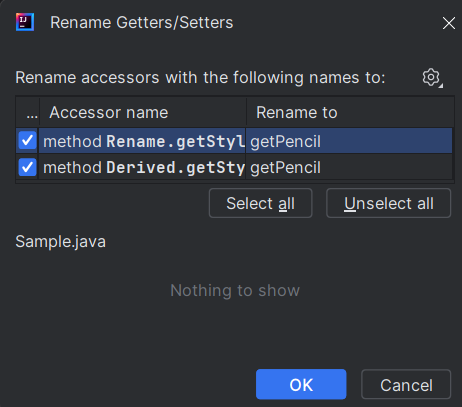 Rename Getters/Setters
Rename accessors with the following names to:
... Accessor name Rename to
method Rename.getStyl getPencil
method Derived.getSty getPencil
Select all Unselect all
Sample.java
Nothing to show
OK Cancel